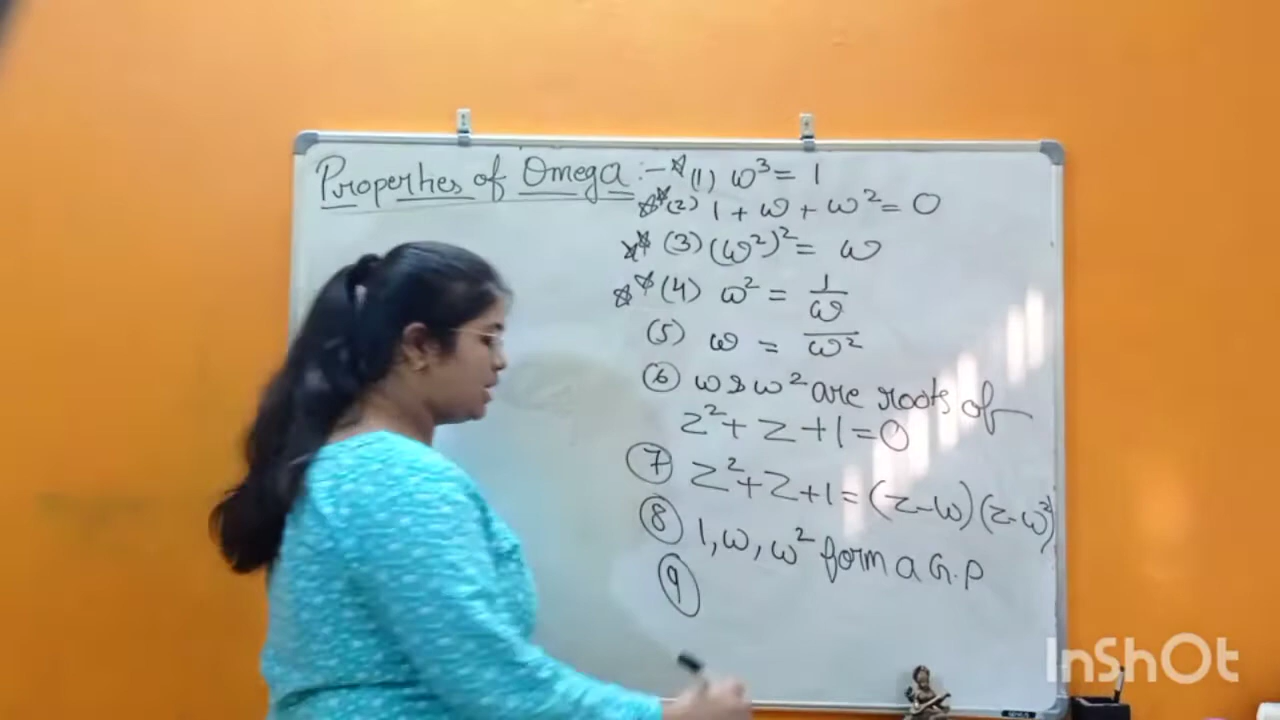 Properties of Omega :- ☆ (1) ω³ = 1
☆☆ (2) 1 + ω + ω² = 0
☆☆ (3) (ω²)² = ω
☆☆ (4) ω² = 1/ω
(5) ω = 1/ω²
(6) ω & ω² are roots of
z² + z + 1 = 0
(7) z² + z + 1 = (z - ω)(z - ω²)
(8) 1, ω, ω² form a G.P
(9)
InShOt